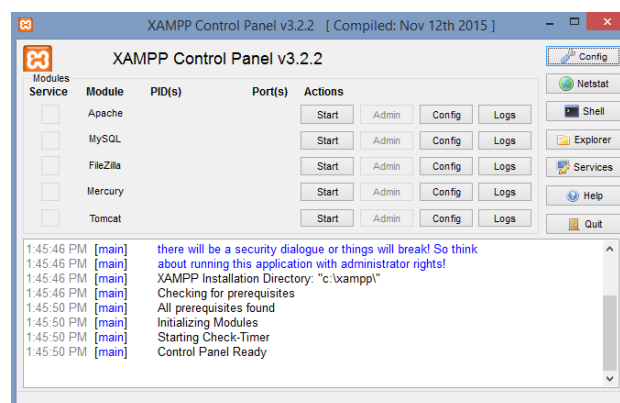 XAMPP Control Panel v3.2.2 [ Compiled: Nov 12th 2015 ]
XAMPP Control Panel v3.2.2
Config
Modules
Service Module PID(s) Port(s) Actions
Netstat
Apache Start Admin Config Logs
Shell
MySQL Start Admin Config Logs
Explorer
FileZilla Start Admin Config Logs
Services
Mercury Start Admin Config Logs
Help
Tomcat Start Admin Config Logs
Quit
1:45:46 PM [main] there will be a security dialogue or things will break! So think
1:45:46 PM [main] about running this application with administrator rights!
1:45:46 PM [main] XAMPP Installation Directory: "c:\xampp\"
1:45:46 PM [main] Checking for prerequisites
1:45:50 PM [main] All prerequisites found
1:45:50 PM [main] Initializing Modules
1:45:50 PM [main] Starting Check-Timer
1:45:50 PM [main] Control Panel Ready